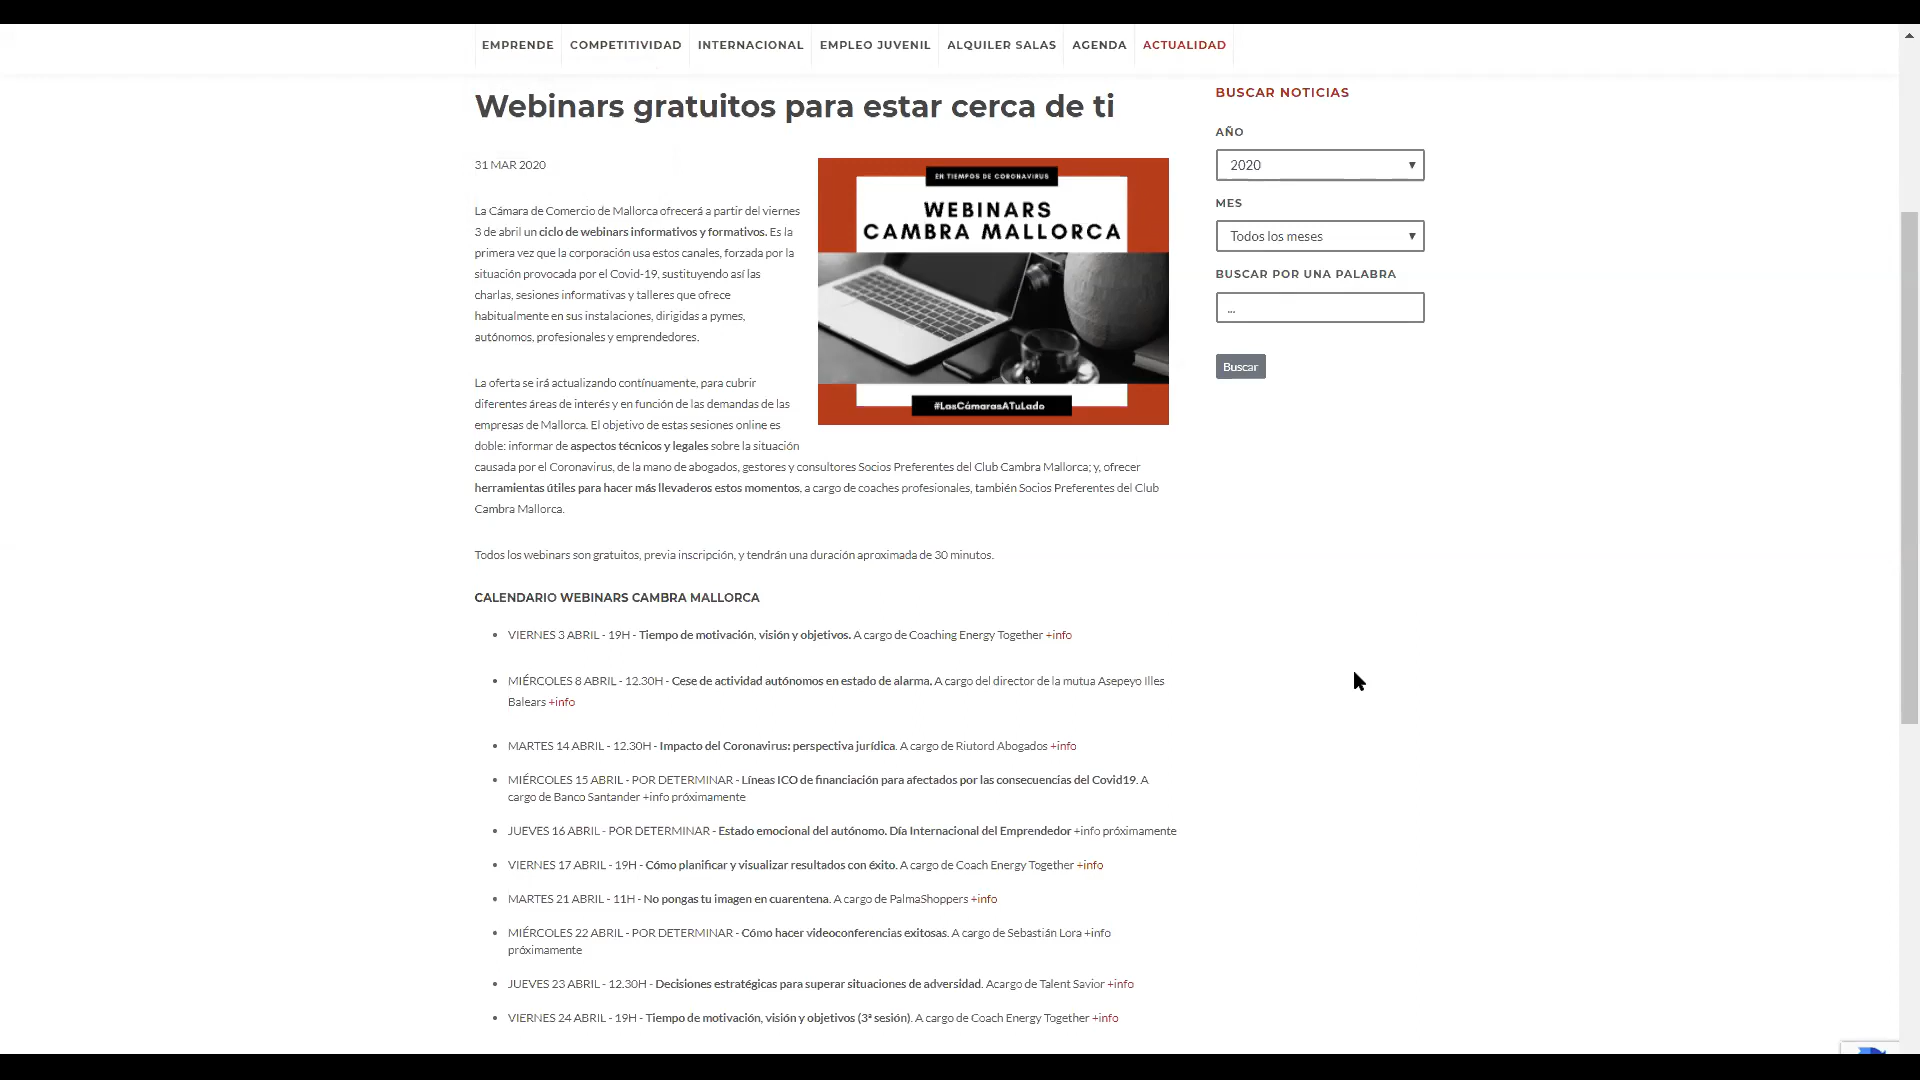 EMPRENDE COMPETITIVIDAD INTERNACIONAL EMPLEO JUVENIL ALQUILER SALAS AGENDA ACTUALIDAD
Webinars gratuitos para estar cerca de ti
31 MAR 2020
La Cámara de Comercio de Mallorca ofrecerá a partir del viernes
3 de abril un ciclo de webinars informativos y formativos. Es la
primera vez que la corporación usa estos canales, forzada por la
situación provocada por el Covid-19, sustituyendo así las
charlas, sesiones informativas y talleres que ofrece
habitualmente en sus instalaciones, dirigidas a pymes,
autónomos, profesionales y emprendedores.
EN TIEMPOS DE CORONAVIRUS
WEBINARS
CAMBRA MALLORCA
#LasCámarasATuLado
La oferta se irá actualizando contínuamente, para cubrir
diferentes áreas de interés y en función de las demandas de las
empresas de Mallorca. El objetivo de estas sesiones online es
doble: informar de aspectos técnicos y legales sobre la situación
causada por el Coronavirus, de la mano de abogados, gestores y consultores Socios Preferentes del Club Cambra Mallorca; y, ofrecer
herramientas útiles para hacer más llevaderos estos momentos, a cargo de coaches profesionales, también Socios Preferentes del Club
Cambra Mallorca.
Todos los webinars son gratuitos, previa inscripción, y tendrán una duración aproximada de 30 minutos.
CALENDARIO WEBINARS CAMBRA MALLORCA
VIERNES 3 ABRIL - 19H - Tiempo de motivación, visión y objetivos. A cargo de Coaching Energy Together +info
MIÉRCOLES 8 ABRIL - 12.30H - Cese de actividad autónomos en estado de alarma. A cargo del director de la mutua Asepeyo Illes
Balears +info
MARTES 14 ABRIL - 12.30H - Impacto del Coronavirus: perspectiva jurídica. A cargo de Riutord Abogados +info
MIÉRCOLES 15 ABRIL - POR DETERMINAR - Líneas ICO de financiación para afectados por las consecuencias del Covid19. A
cargo de Banco Santander +info próximamente
JUEVES 16 ABRIL - POR DETERMINAR - Estado emocional del autónomo. Día Internacional del Emprendedor +info próximamente
VIERNES 17 ABRIL - 19H - Cómo planificar y visualizar resultados con éxito. A cargo de Coach Energy Together +info
MARTES 21 ABRIL - 11H - No pongas tu imagen en cuarentena. A cargo de PalmaShoppers +info
MIÉRCOLES 22 ABRIL - POR DETERMINAR - Cómo hacer videoconferencias exitosas. A cargo de Sebastián Lora +info
próximamente
JUEVES 23 ABRIL - 12.30H - Decisiones estratégicas para superar situaciones de adversidad. Acargo de Talent Savior +info
VIERNES 24 ABRIL - 19H - Tiempo de motivación, visión y objetivos (3ª sesión). A cargo de Coach Energy Together +info
BUSCAR NOTICIAS
AÑO
2020
MES
Todos los meses
BUSCAR POR UNA PALABRA
...
Buscar